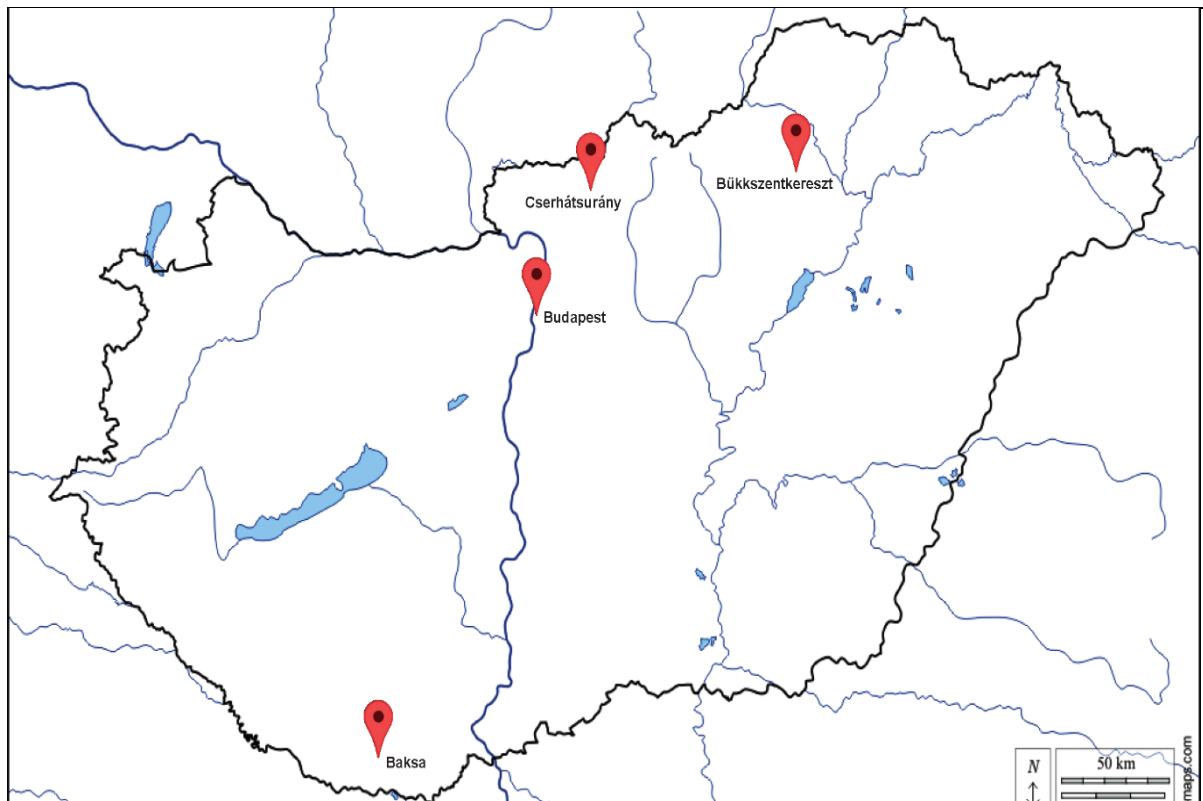 Bükkszentkereszt
Cserhátsurány
Budapest
Baksa
N
50 km
maps.com